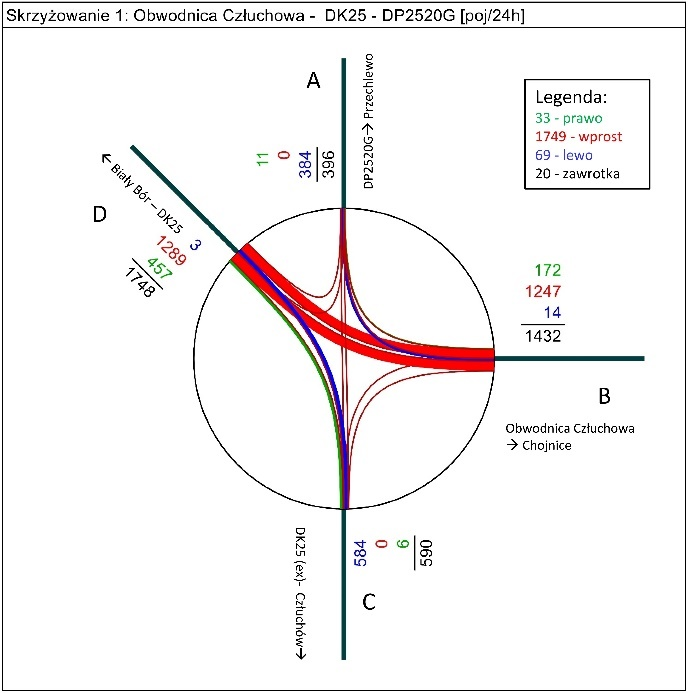 Skrzyżowanie 1: Obwodnica Człuchowa -  DK25 - DP2520G [poj/24h]
A
DP2520G→ Przechlewo
11
0
384
396
Legenda:
33 - prawo
1749 - wprost
69 - lewo
20 - zawrotka
← Biały Bór – DK25
D
3
1289
457
1748
172
1247
14
1432
B
Obwodnica Człuchowa
→ Chojnice
DK25 (ex)- Człuchów→
584
0
6
590
C